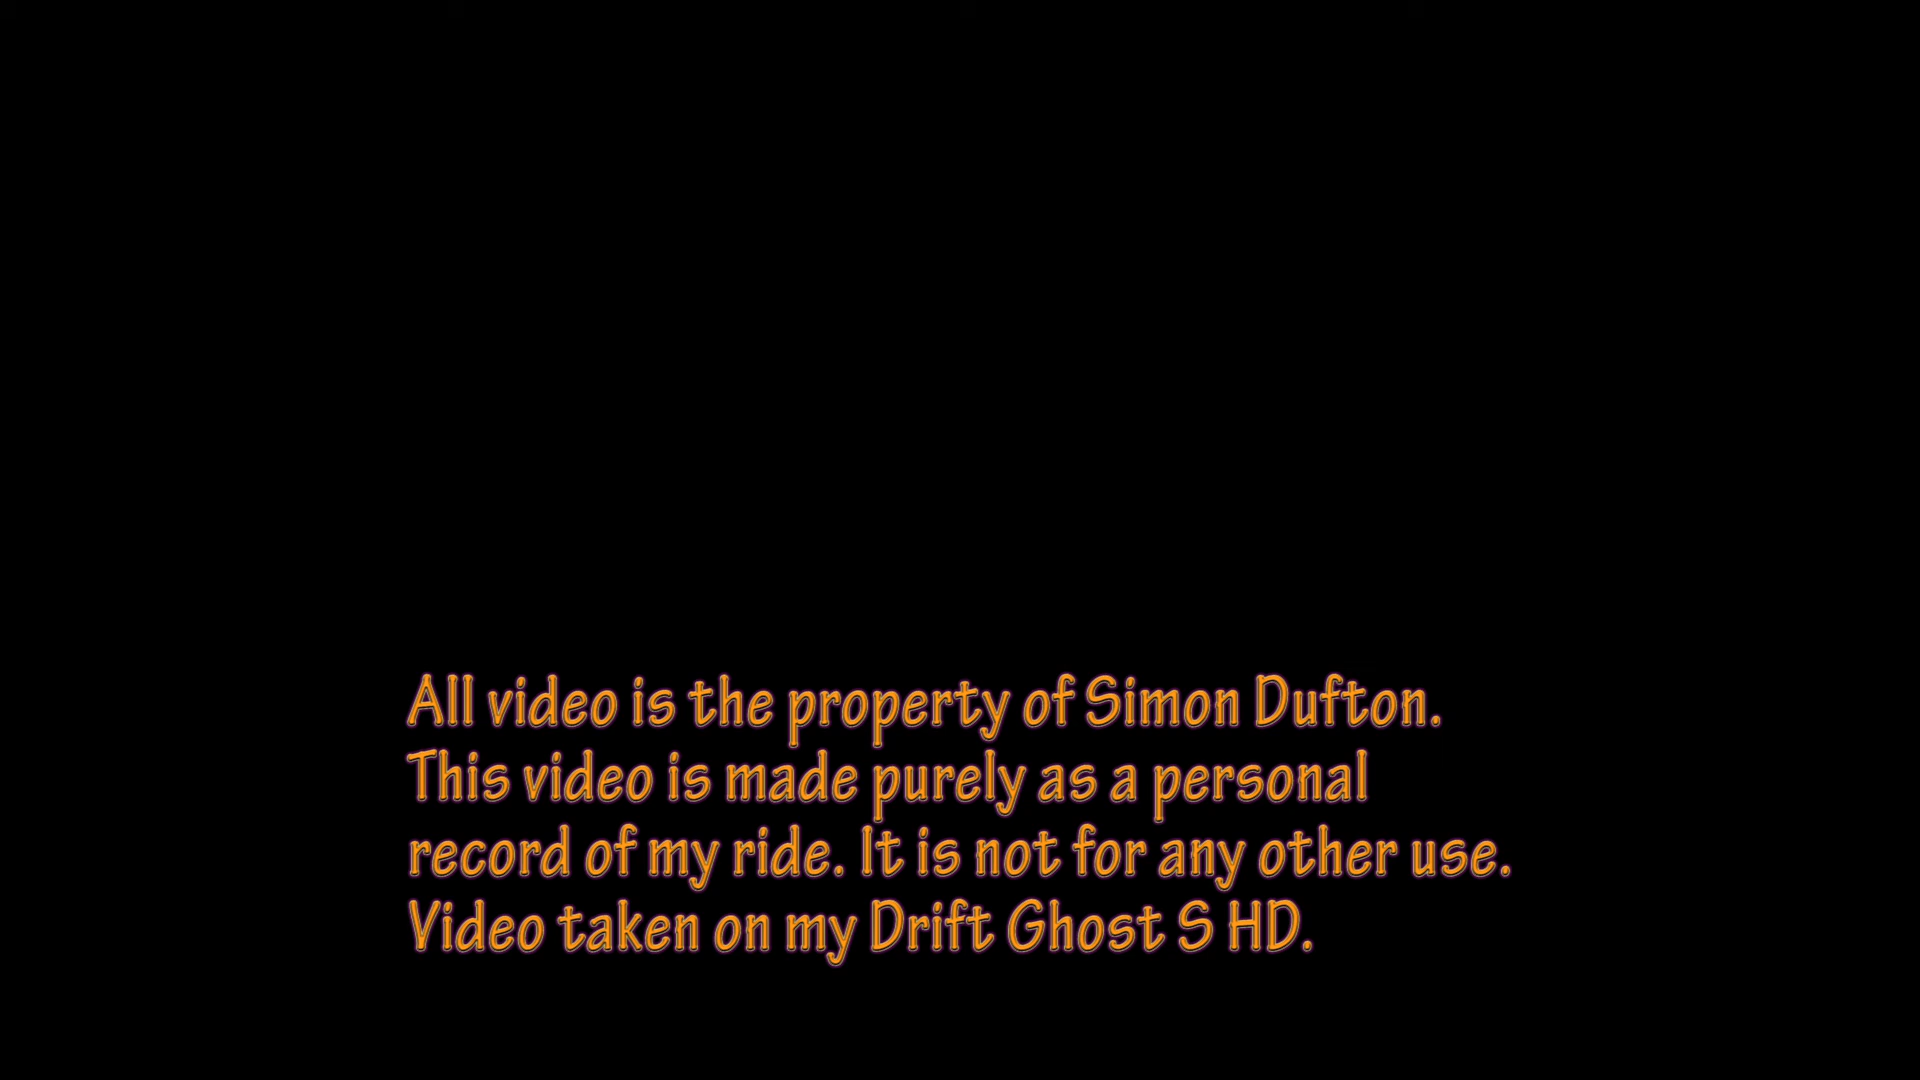 All video is the property of Simon Dufton.
This video is made purely as a personal
record of my ride. It is not for any other use.
Video taken on my Drift Ghost S HD.